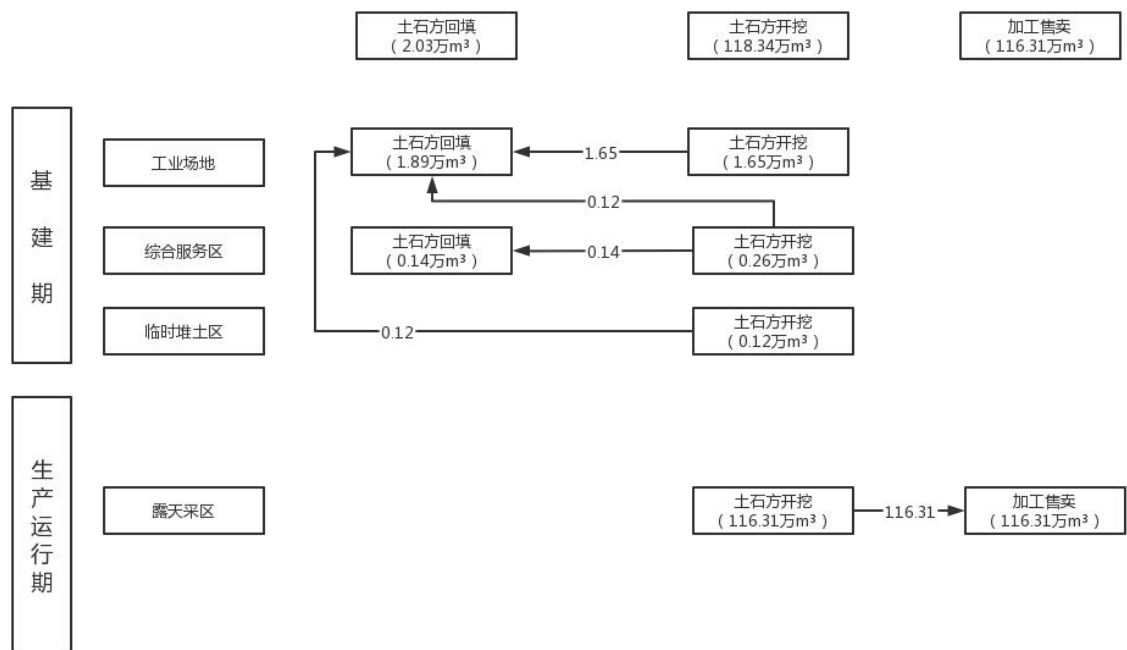 土石方回填
（2.03万m³）
土石方开挖
（118.34万m³）
加工售卖
（116.31万m³）
基建期
工业场地
土石方回填
（1.89万m³）
1.65
土石方开挖
（1.65万m³）
0.12
综合服务区
土石方回填
（0.14万m³）
0.14
土石方开挖
（0.26万m³）
临时堆土区
0.12
土石方开挖
（0.12万m³）
生产运行期
露天采区
土石方开挖
（116.31万m³）
116.31
加工售卖
（116.31万m³）